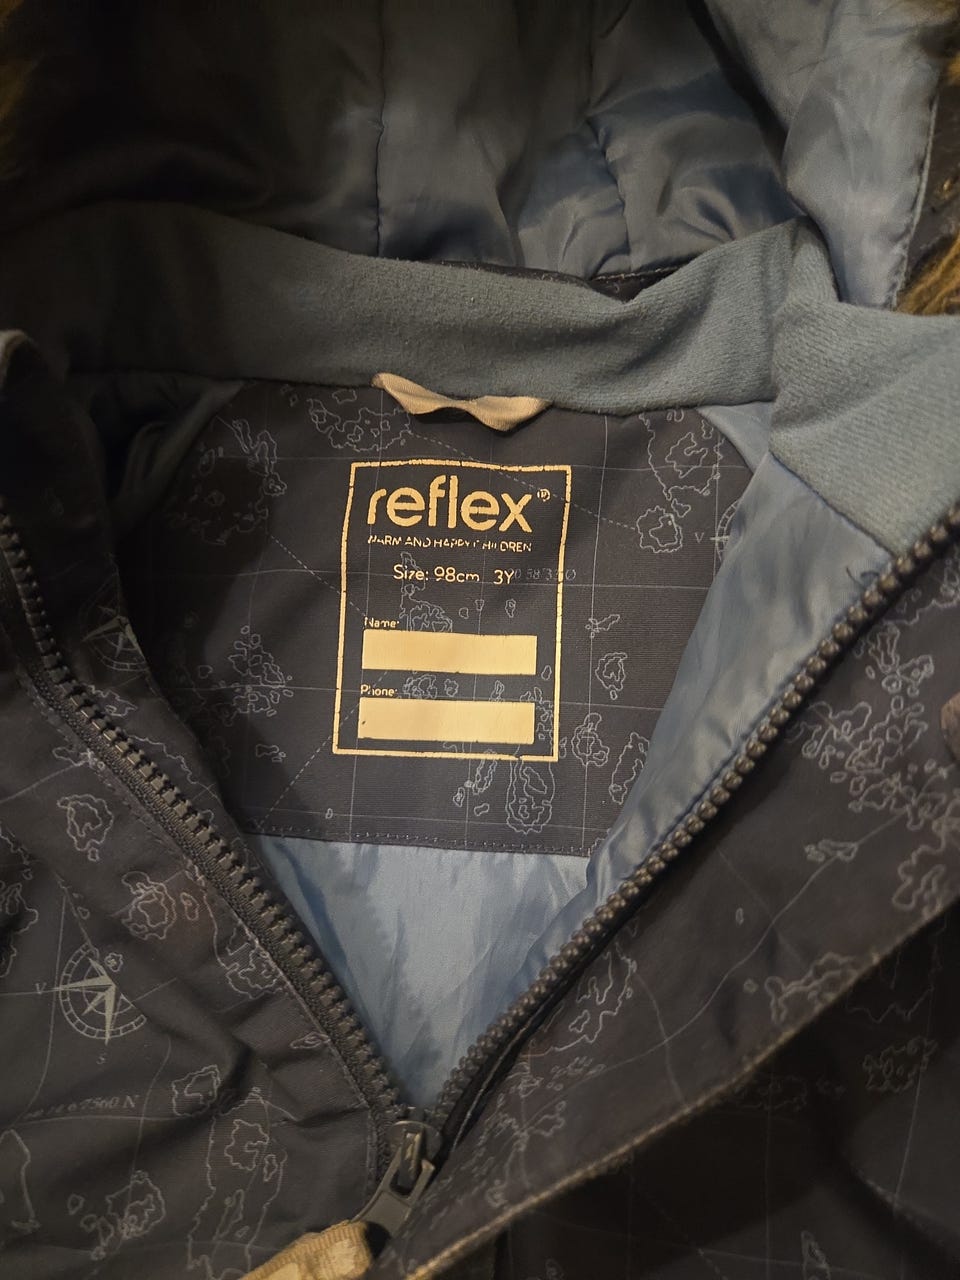 reflex®
WARM AND HAPPY CHILDREN
Size: 98cm 3Y
Name:
Phone:
V
V
S